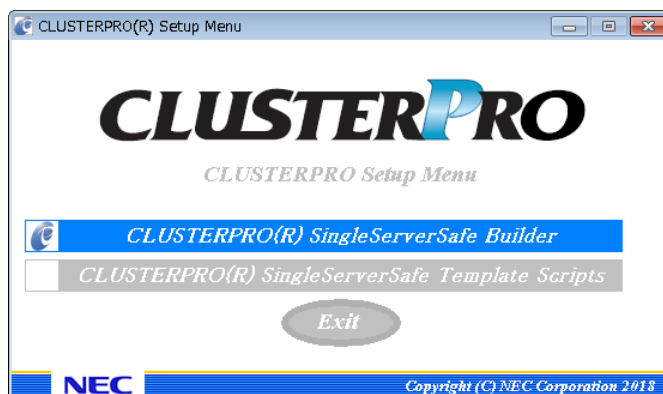 CLUSTERPRO(R) Setup Menu
CLUSTERPRO
CLUSTERPRO Setup Menu
CLUSTERPRO(R) SingleServerSafe Builder
CLUSTERPRO(R) SingleServerSafe Template Scripts
Exit
NEC
Copyright (C) NEC Corporation 2018